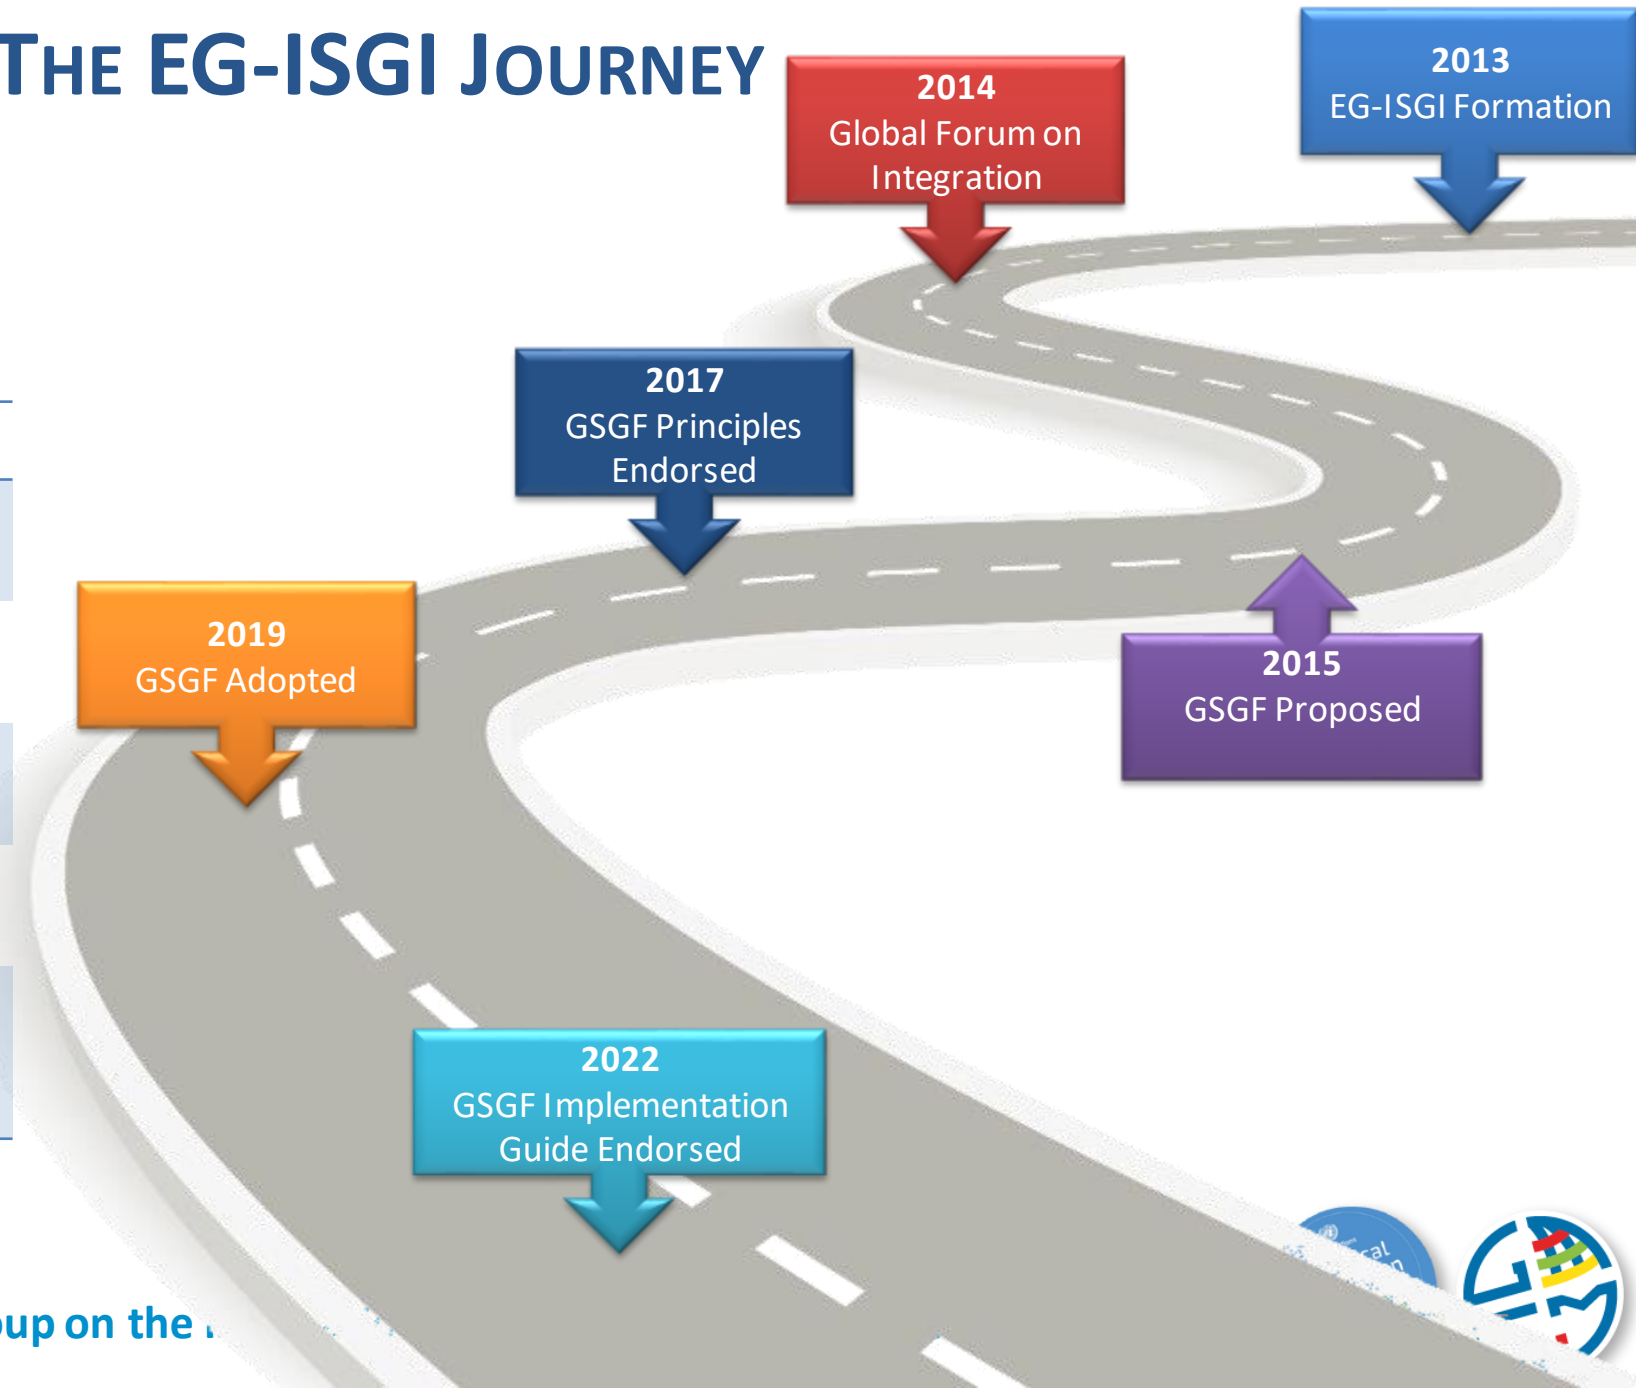 THE EG-ISGI JOURNEY
2013
EG-ISGI Formation
2014
Global Forum on
Integration
2017
GSGF Principles
Endorsed
2015
GSGF Proposed
2019
GSGF Adopted
2022
GSGF Implementation
Guide Endorsed
on the